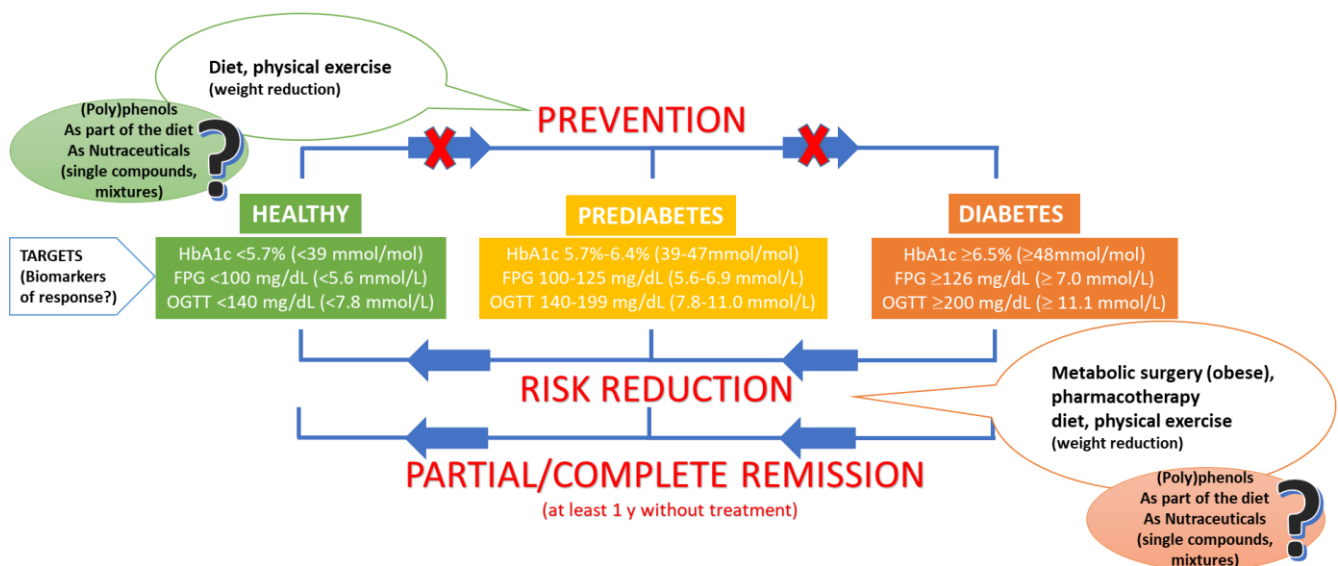 Diet, physical exercise
(weight reduction)
(Poly)phenols
As part of the diet
As Nutraceuticals
(single compounds,
mixtures)
?
PREVENTION
HEALTHY
PREDIABETES
DIABETES
TARGETS
(Biomarkers
of response?)
HbA1c <5.7% (<39 mmol/mol)
FPG <100 mg/dL (<5.6 mmol/L)
OGTT <140 mg/dL (<7.8 mmol/L)
HbA1c 5.7%-6.4% (39-47mmol/mol)
FPG 100-125 mg/dL (5.6-6.9 mmol/L)
OGTT 140-199 mg/dL (7.8-11.0 mmol/L)
HbA1c ≥6.5% (≥48mmol/mol)
FPG ≥126 mg/dL (≥ 7.0 mmol/L)
OGTT ≥200 mg/dL (≥ 11.1 mmol/L)
RISK REDUCTION
Metabolic surgery (obese),
pharmacotherapy
diet, physical exercise
(weight reduction)
PARTIAL/COMPLETE REMISSION
(at least 1 y without treatment)
(Poly)phenols
As part of the diet
As Nutraceuticals
(single compounds,
mixtures)
?